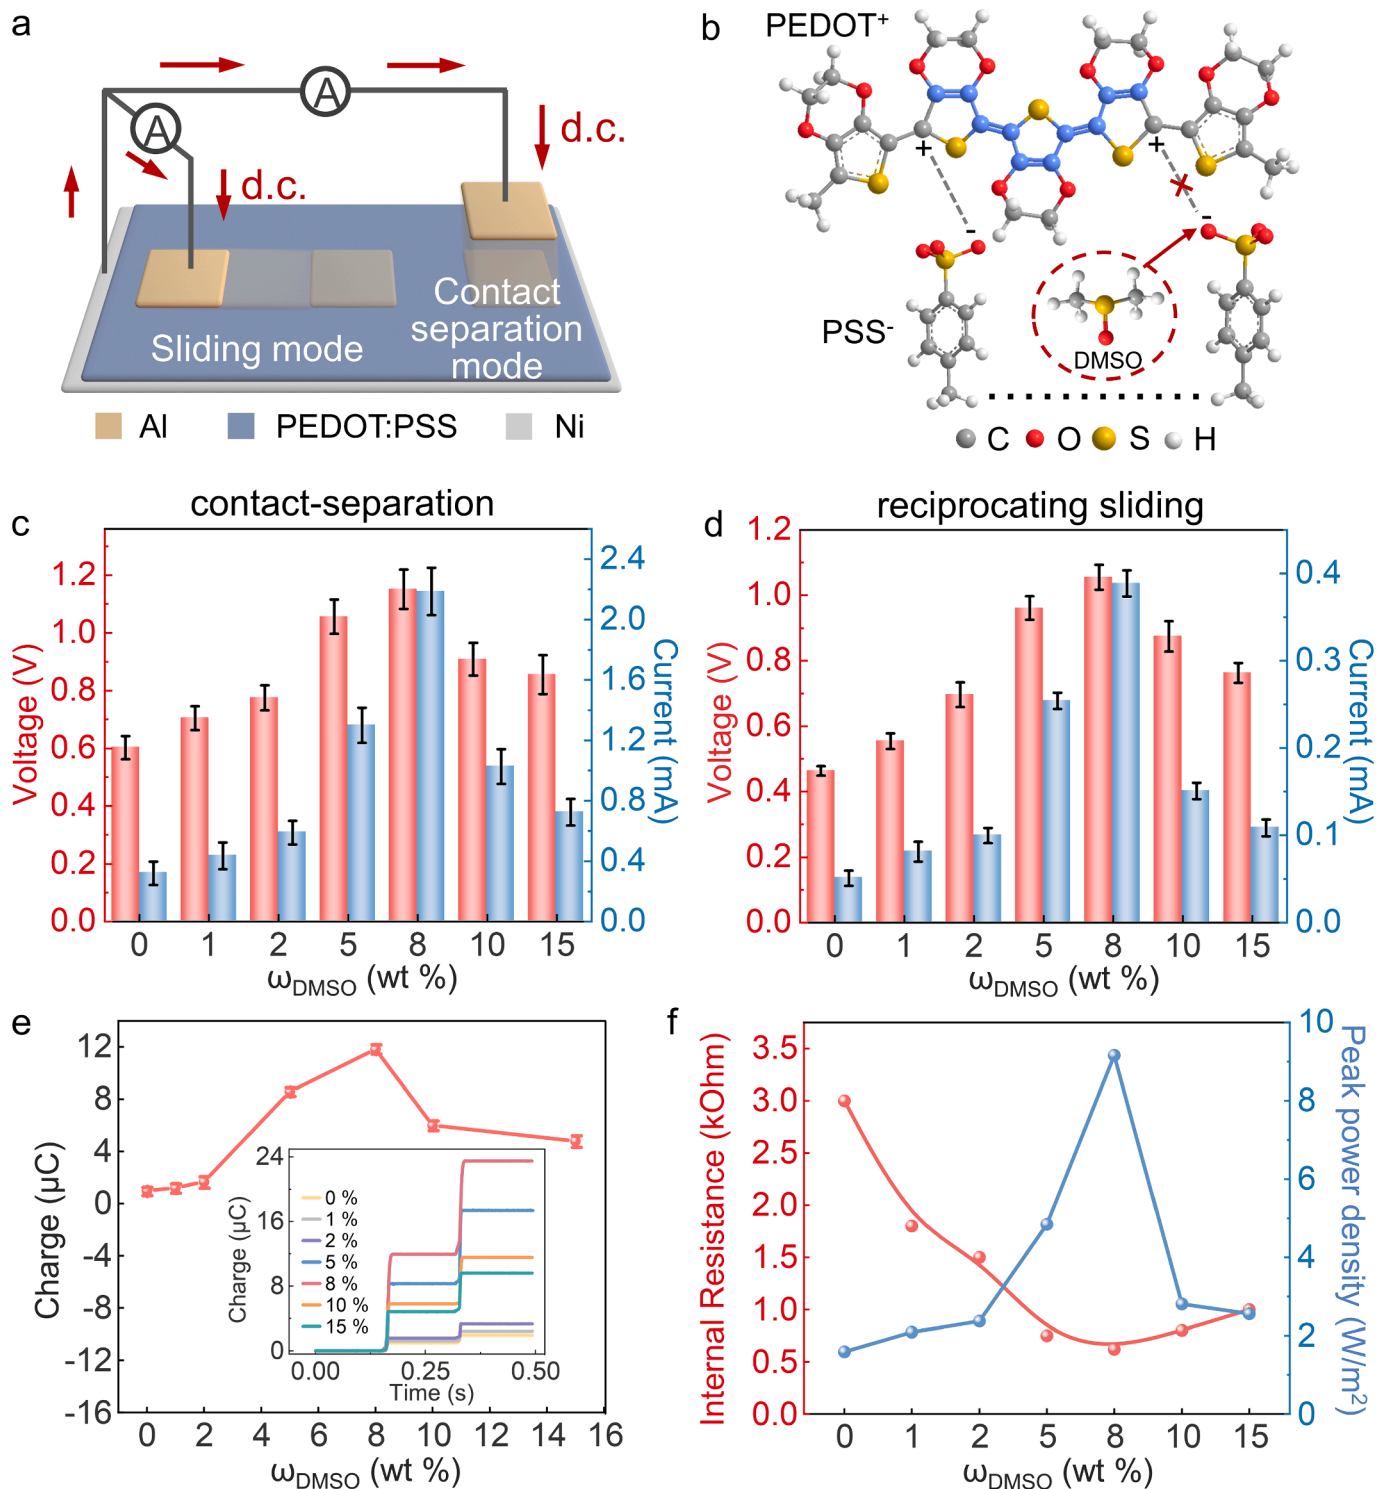 a
A
A
d.c.
d.c.
Sliding mode
Contact
separation
mode
Al
PEDOT:PSS
Ni
b
PEDOT⁺
+
+
-
-
PSS⁻
DMSO
C
O
S
H
c
contact-separation
Voltage (V)
1.2
1.0
0.8
0.6
0.4
0.2
0.0
2.4
2.0
1.6
1.2
0.8
0.4
0.0
Current (mA)
0 1 2 5 8 10 15
ωDMSO (wt %)
d
reciprocating sliding
Voltage (V)
1.2
1.0
0.8
0.6
0.4
0.2
0.0
0.4
0.3
0.2
0.1
0.0
Current (mA)
0 1 2 5 8 10 15
ωDMSO (wt %)
e
Charge (μC)
12
8
4
0
-4
-8
-12
-16
0 2 4 6 8 10 12 14 16
ωDMSO (wt %)
Charge (μC)
24
16
8
0
0 %
1 %
2 %
5 %
8 %
10 %
15 %
0.00 0.25 0.50
Time (s)
f
Internal Resistance (kOhm)
3.5
3.0
2.5
2.0
1.5
1.0
0.5
0.0
10
8
6
4
2
0
Peak power density (W/m²)
0 1 2 5 8 10 15
ωDMSO (wt %)